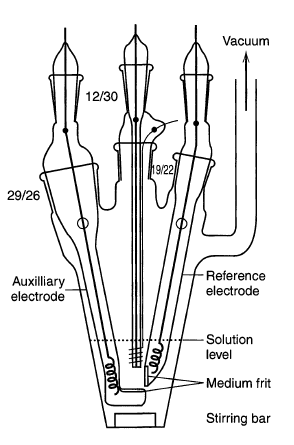 Vacuum
12/30
19/22
29/26
Auxilliary
electrode
Reference
electrode
Solution
level
Medium frit
Stirring bar